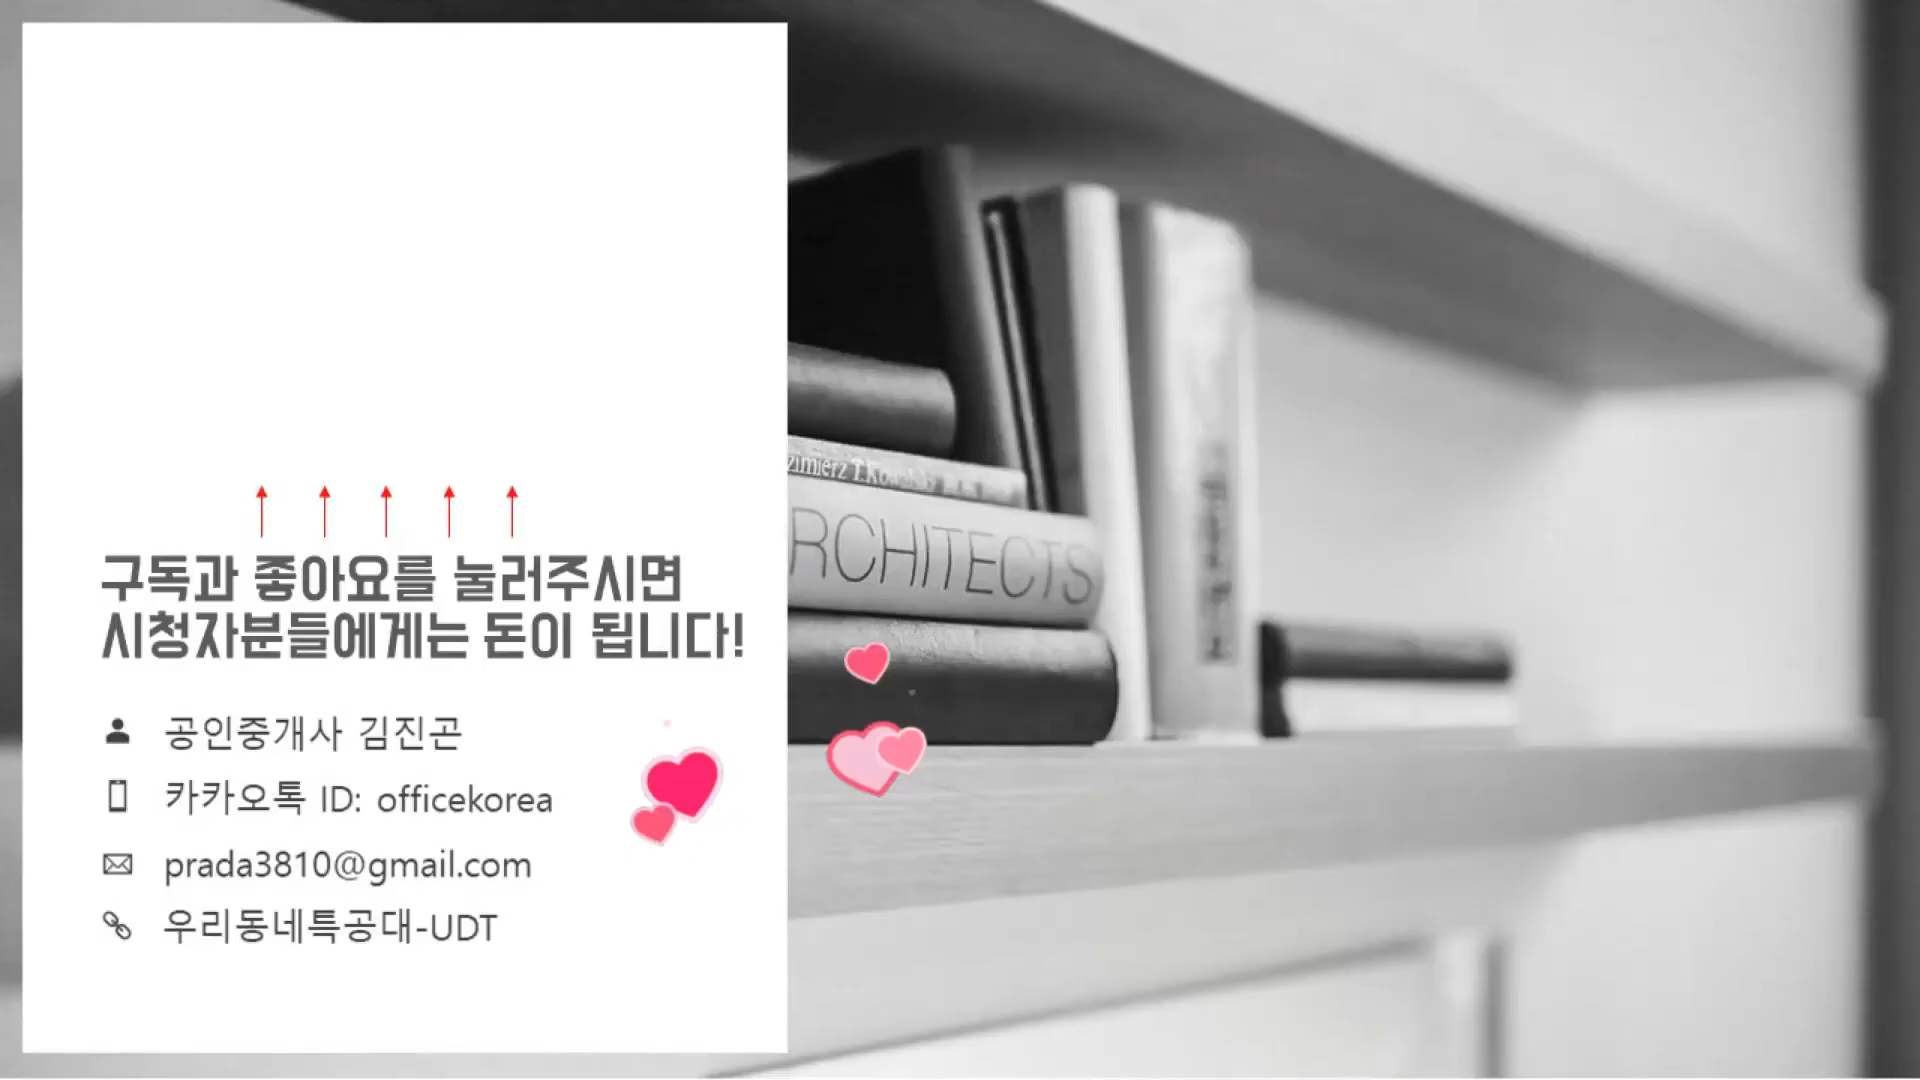 구독과 좋아요를 눌러주시면
시청자분들에게는 돈이 됩니다!
공인중개사 김진곤
카카오톡 ID: officekorea
prada3810@gmail.com
우리동네특공대-UDT
RCHITECTS